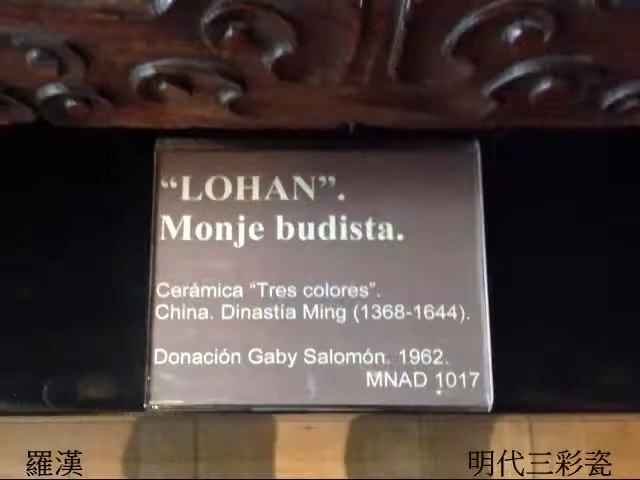 “LOHAN”.
Monje budista.
Cerámica “Tres colores”.
China. Dinastía Ming (1368-1644).
Donación Gaby Salomón. 1962.
MNAD 1017
羅漢
明代三彩瓷